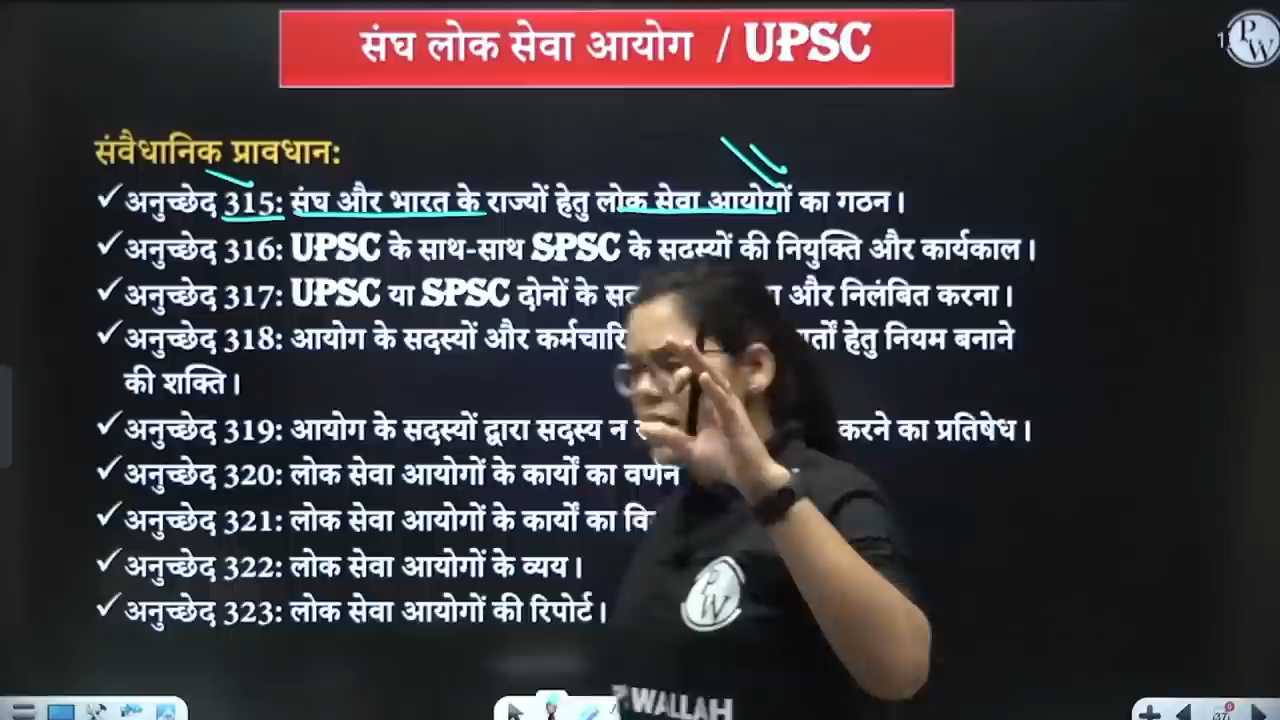 संघ लोक सेवा आयोग / UPSC
PW
संवैधानिक प्रावधान:
✓ अनुच्छेद 315: संघ और भारत के राज्यों हेतु लोक सेवा आयोगों का गठन।
✓ अनुच्छेद 316: UPSC के साथ-साथ SPSC के सदस्यों की नियुक्ति और कार्यकाल।
✓ अनुच्छेद 317: UPSC या SPSC दोनों के और निलंबित करना।
✓ अनुच्छेद 318: आयोग के सदस्यों और हेतु नियम बनाने
की शक्ति।
✓ अनुच्छेद 319: आयोग के सदस्यों द्वारा सदस्य न करने का प्रतिषेध।
✓ अनुच्छेद 320: लोक सेवा आयोगों के कार्यों का वर्णन
✓ अनुच्छेद 321: लोक सेवा आयोगों के कार्यों का
✓ अनुच्छेद 322: लोक सेवा आयोगों के व्यय।
✓ अनुच्छेद 323: लोक सेवा आयोगों की रिपोर्ट।
PW
WALLAH